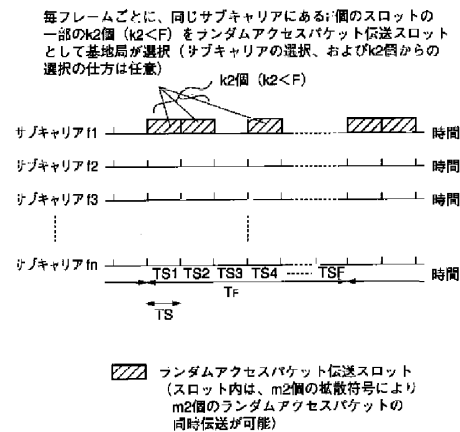 毎フレームごとに、同じサブキャリアにあるF個のスロットの
一部のk2個（k2<F）をランダムアクセスパケット伝送スロット
として基地局が選択（サブキャリアの選択、およびk2個からの
選択の仕方は任意）
k2個（k2<F）
サブキャリアf1
時間
サブキャリアf2
時間
サブキャリアf3
時間
サブキャリアfn
TS1 TS2 TS3 TS4 TSF
時間
TF
TS
ランダムアクセスパケット伝送スロット
（スロット内は、m2個の拡散符号により
m2個のランダムアクセスパケットの
同時伝送が可能）